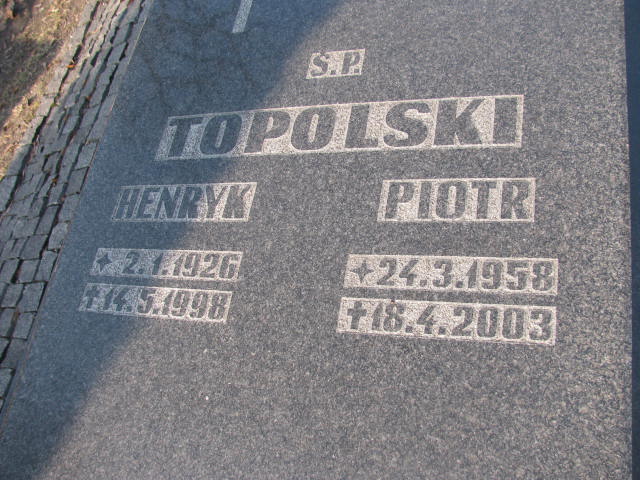 Ś.P.
TOPOLSKI
HENRYK PIOTR
2.1.1926 24.3.1958
14.5.1998 18.4.2003